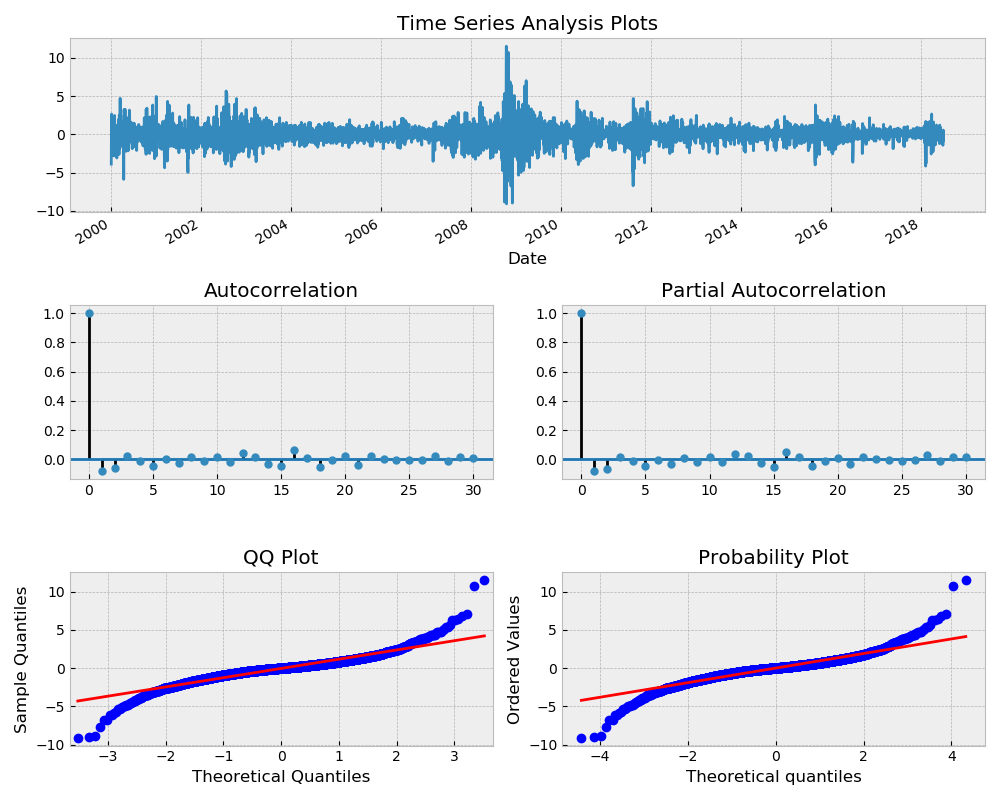 Time Series Analysis Plots
10
5
0
−5
−10
2000 2002 2004 2006 2008 2010 2012 2014 2016 2018
Date
Autocorrelation
1.0
0.8
0.6
0.4
0.2
0.0
0 5 10 15 20 25 30
Partial Autocorrelation
1.0
0.8
0.6
0.4
0.2
0.0
0 5 10 15 20 25 30
QQ Plot
Sample Quantiles
10
5
0
−5
−10
−3 −2 −1 0 1 2 3
Theoretical Quantiles
Probability Plot
Ordered Values
10
5
0
−5
−10
−4 −2 0 2 4
Theoretical quantiles